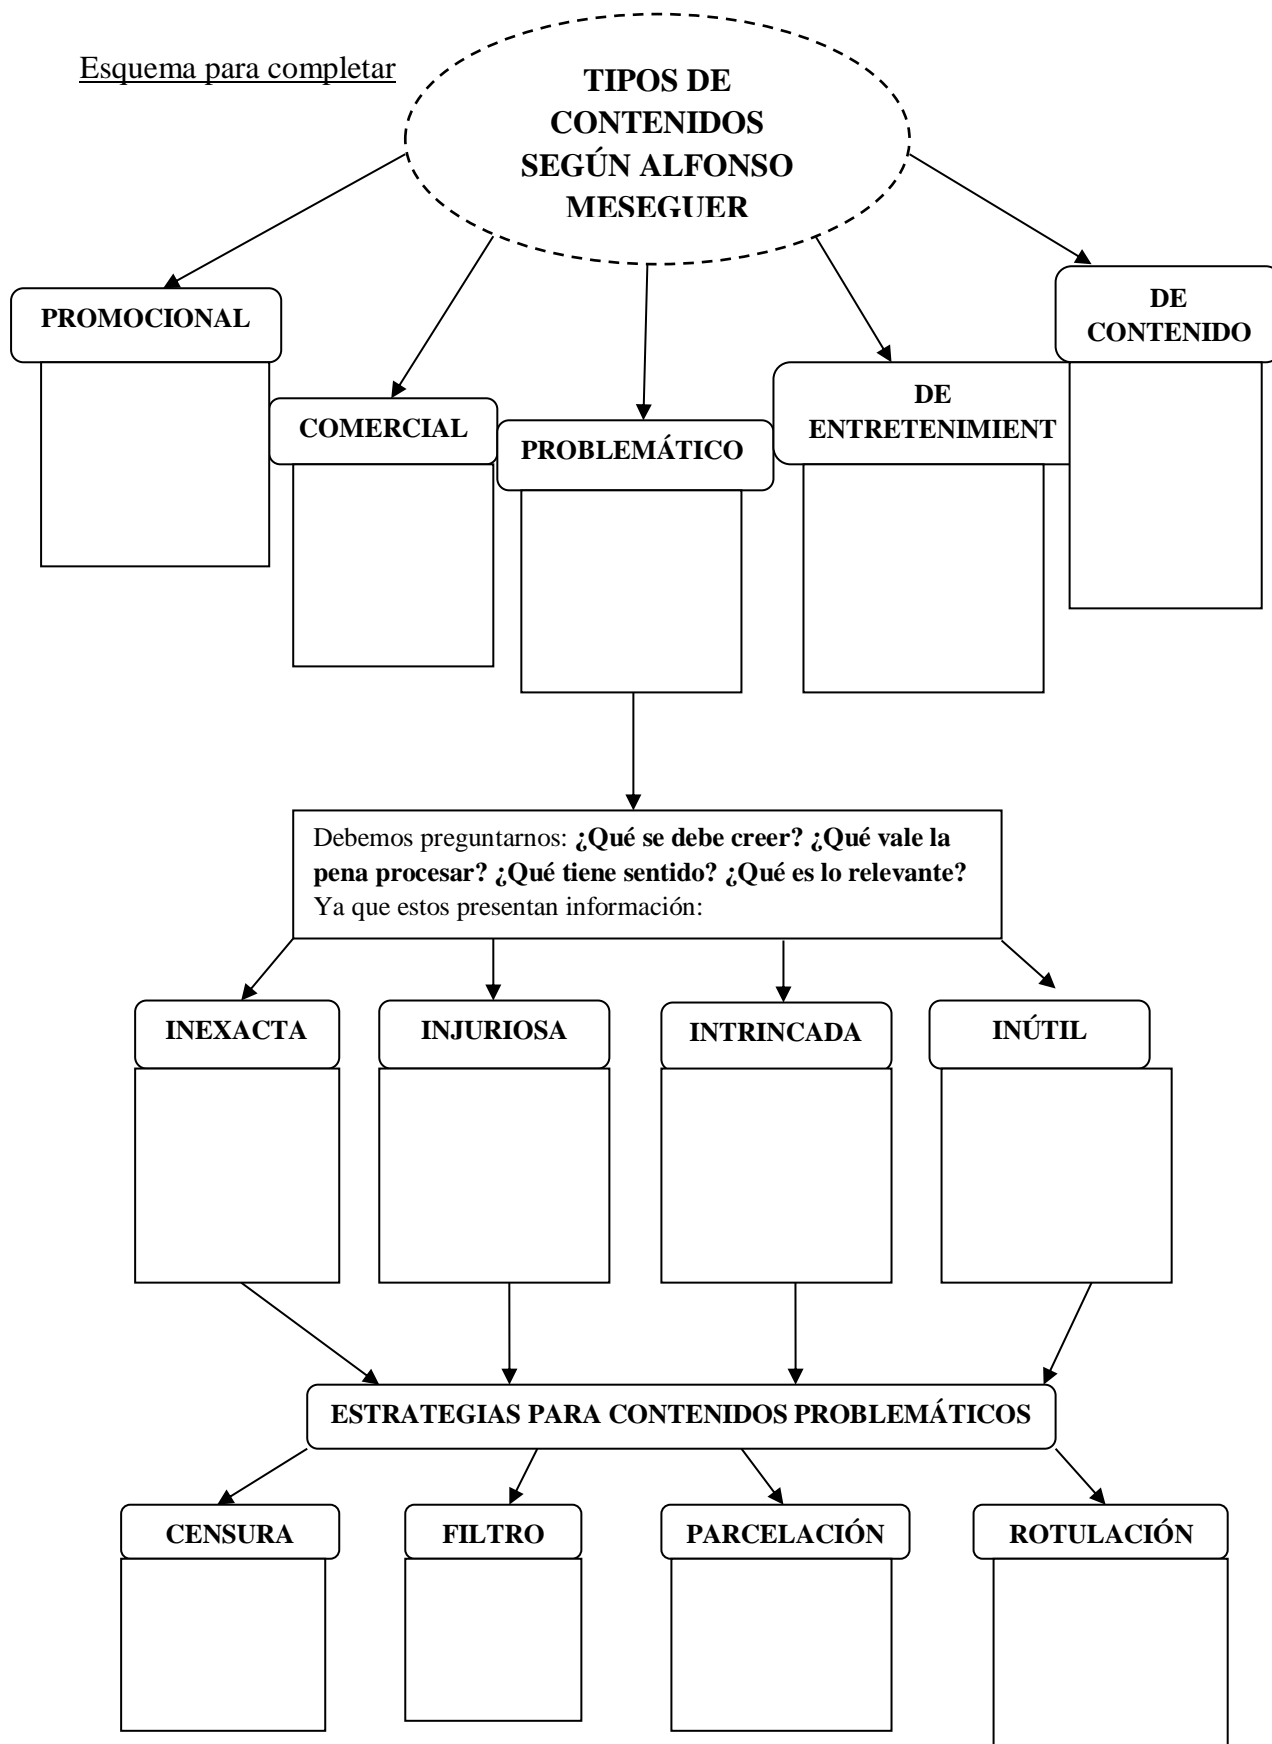 Esquema para completar
TIPOS DE
CONTENIDOS
SEGÚN ALFONSO
MESEGUER
PROMOCIONAL
COMERCIAL
PROBLEMÁTICO
DE
ENTRETENIMIENT
DE
CONTENIDO
Debemos preguntarnos: ¿Qué se debe creer? ¿Qué vale la
pena procesar? ¿Qué tiene sentido? ¿Qué es lo relevante?
Ya que estos presentan información:
INEXACTA
INJURIOSA
INTRINCADA
INÚTIL
ESTRATEGIAS PARA CONTENIDOS PROBLEMÁTICOS
CENSURA
FILTRO
PARCELACIÓN
ROTULACIÓN